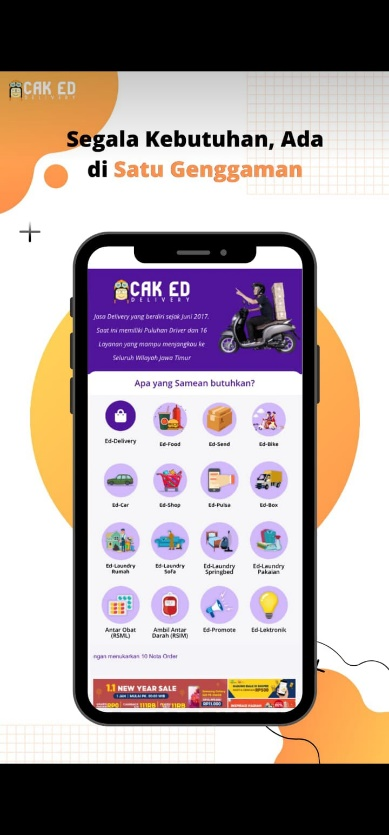 CAK ED
DELIVERY
Segala Kebutuhan, Ada
di Satu Genggaman
CAK ED
DELIVERY
Jasa Delivery yang berdiri sejak Juni 2017.
Saat ini memiliki Puluhan Driver dan 16
Layanan yang mampu menjangkau ke
Seluruh Wilayah Jawa Timur
Apa yang Samean butuhkan?
Ed-Delivery
Ed-Food
Ed-Send
Ed-Bike
Ed-Car
Ed-Shop
Ed-Pulsa
Ed-Box
Ed-Laundry
Rumah
Ed-Laundry
Sofa
Ed-Laundry
Springbed
Ed-Laundry
Pakaian
Antar Obat
(RSML)
Ambil Antar
Darah (RSIM)
Ed-Promote
Ed-Lektronik
ngan menukarkan 10 Nota Order
1.1 NEW YEAR SALE